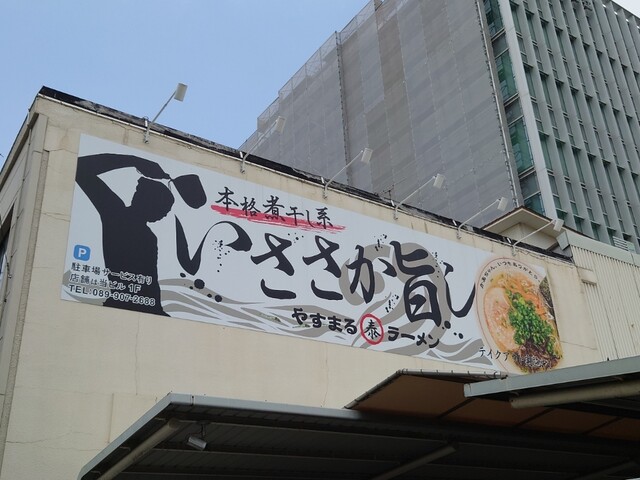 本格煮干し系
いささか旨し
やすまる 泰 ラーメン
P
駐車場サービス有り
店舗は当ビル1F
TEL:089-907-2688